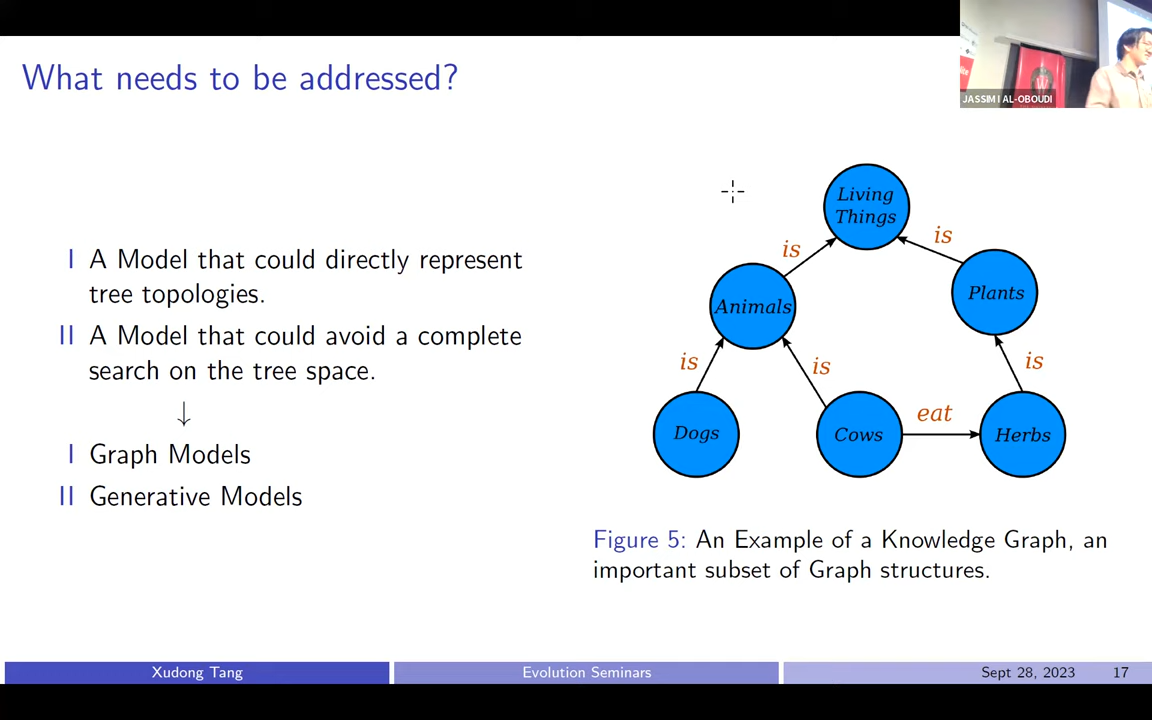 What needs to be addressed?
JASSIM I AL-OBOUDI
I A Model that could directly represent
tree topologies.
II A Model that could avoid a complete
search on the tree space.
↓
I Graph Models
II Generative Models
Living
Things
is
is
Animals
Plants
is
is
is
Dogs
Cows
eat
Herbs
Figure 5: An Example of a Knowledge Graph, an
important subset of Graph structures.
Xudong Tang
Evolution Seminars
Sept 28, 2023
17